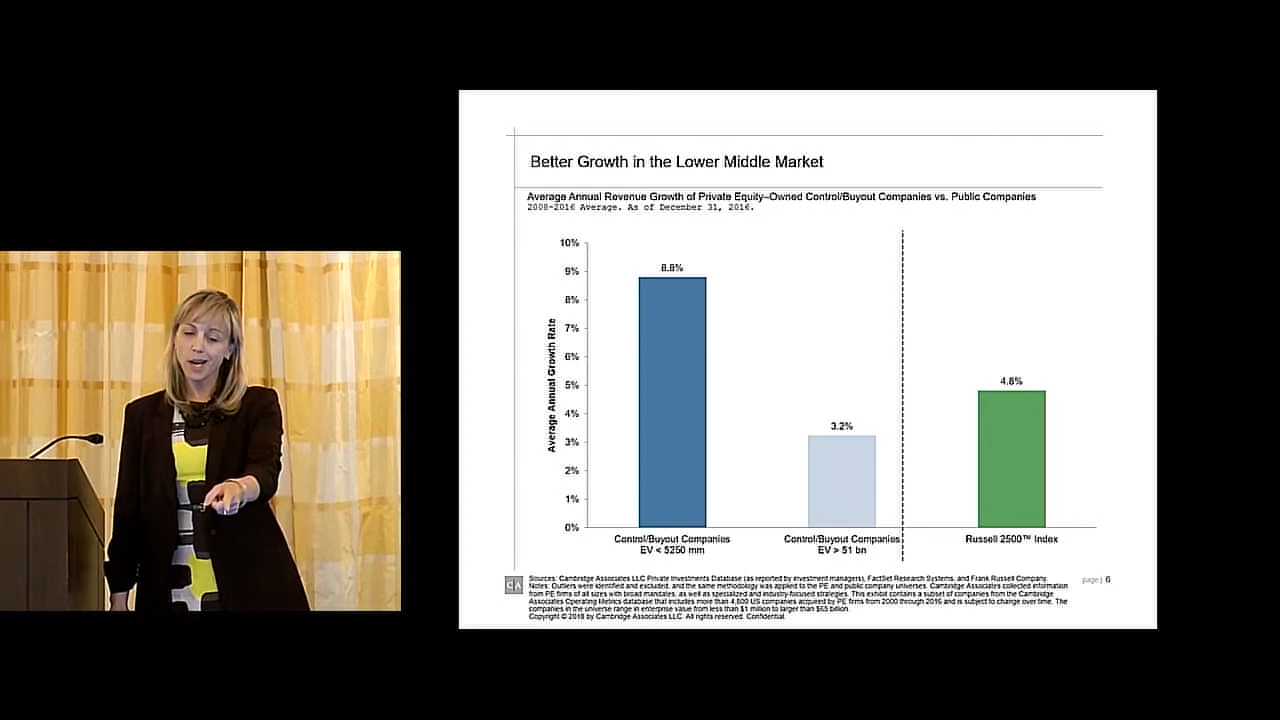 Better Growth in the Lower Middle Market
Average Annual Revenue Growth of Private Equity–Owned Control/Buyout Companies vs. Public Companies
2008-2016 Average. As of December 31, 2016.
10%
9%
8%
7%
6%
5%
4%
3%
2%
1%
0%
Average Annual Growth Rate
8.8%
3.2%
4.8%
Control/Buyout Companies
EV < $250 mm
Control/Buyout Companies
EV > $1 bn
Russell 2500™ Index
CA
Sources: Cambridge Associates LLC Private Investments Database (as reported by investment managers), FactSet Research Systems, and Frank Russell Company.
Notes: Outliers were identified and excluded, and the same methodology was applied to the PE and public company universes. Cambridge Associates collected information
from PE firms of all sizes with broad mandates, as well as specialized and industry-focused strategies. This exhibit contains a subset of companies from the Cambridge
Associates Operating Metrics database that includes more than 4,800 US companies acquired by PE firms from 2000 through 2016 and is subject to change over time. The
companies in the universe range in enterprise value from less than $1 million to larger than $65 billion.
Copyright © 2018 by Cambridge Associates LLC. All rights reserved. Confidential.
page | 6